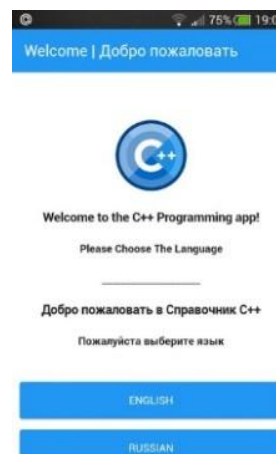 75% 19:0
Welcome | Добро пожаловать
C++
Welcome to the C++ Programming app!
Please Choose The Language
Добро пожаловать в Справочник C++
Пожалуйста выберите язык
ENGLISH
RUSSIAN